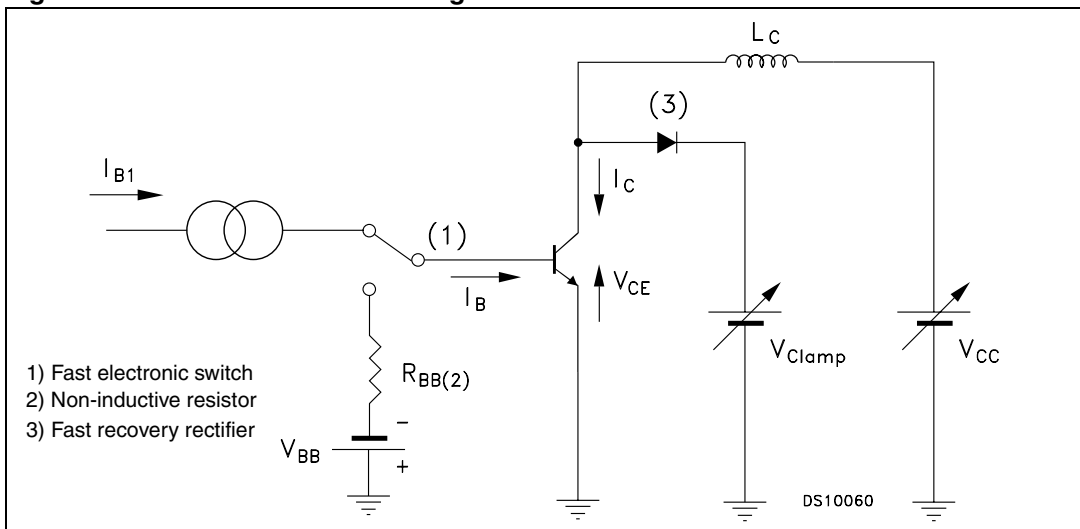 L C
(3)
I B1
I C
(1)
V CE
I B
V Clamp
V CC
R BB(2)
1) Fast electronic switch
2) Non-inductive resistor
3) Fast recovery rectifier
−
V BB
+
DS10060